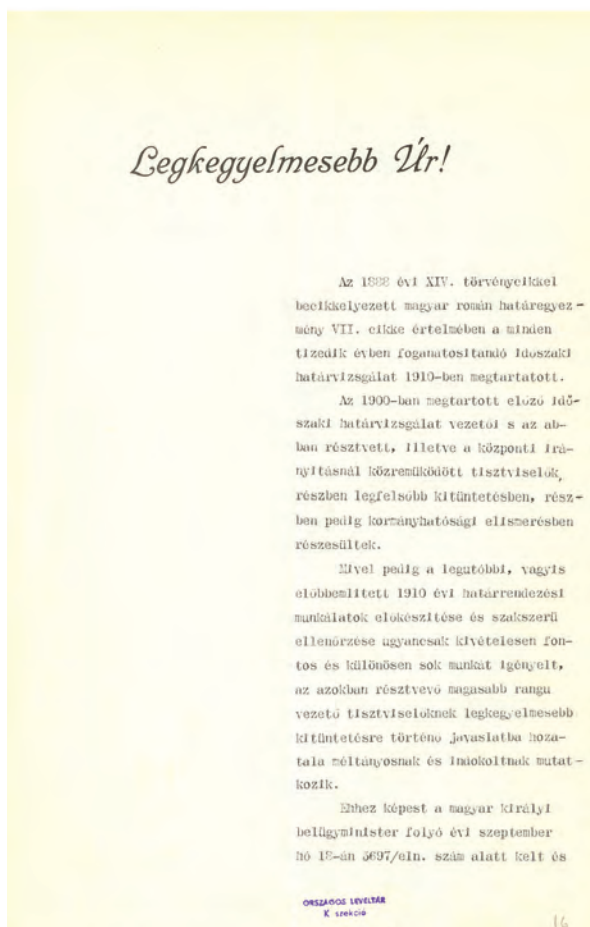 Legkegyelmesebb Úr!
Az 1888 évi XIV. törvénycikkel
becikkelyezett magyar román határegyez-
mény VII. cikke értelmében a minden
tizedik évben foganatositandó időszaki
határvizsgálat 1910-ben megtartatott.
Az 1900-ban megtartott előző idő-
szaki határvizsgálat vezetői s az ab-
ban résztvett, illetve a központi irá-
nyitásnál közremüködött tisztviselők,
részben legfelsőbb kitüntetésben, rész-
ben pedig kormányhatósági elismerésben
részesültek.
Mivel pedig a legutóbbi, vagyis
előbbemlitett 1910 évi határrendezési
munkálatok előkészitése és szakszerü
ellenőrzése ugyancsak kivételesen fon-
tos és különösen sok munkát igényelt,
az azokban résztvevő magasabb rangu
vezető tisztviselőknek legkegyelmesebb
kitüntetésre történő javaslatba hoza-
tala méltányosnak és indokoltnak mutat-
kozik.
Ehhez képest a magyar királyi
belügyminister folyó évi szeptember
hó 18-án 5697/eln. szám alatt kelt és
ORSZÁGOS LEVÉLTÁR
K szekció
16